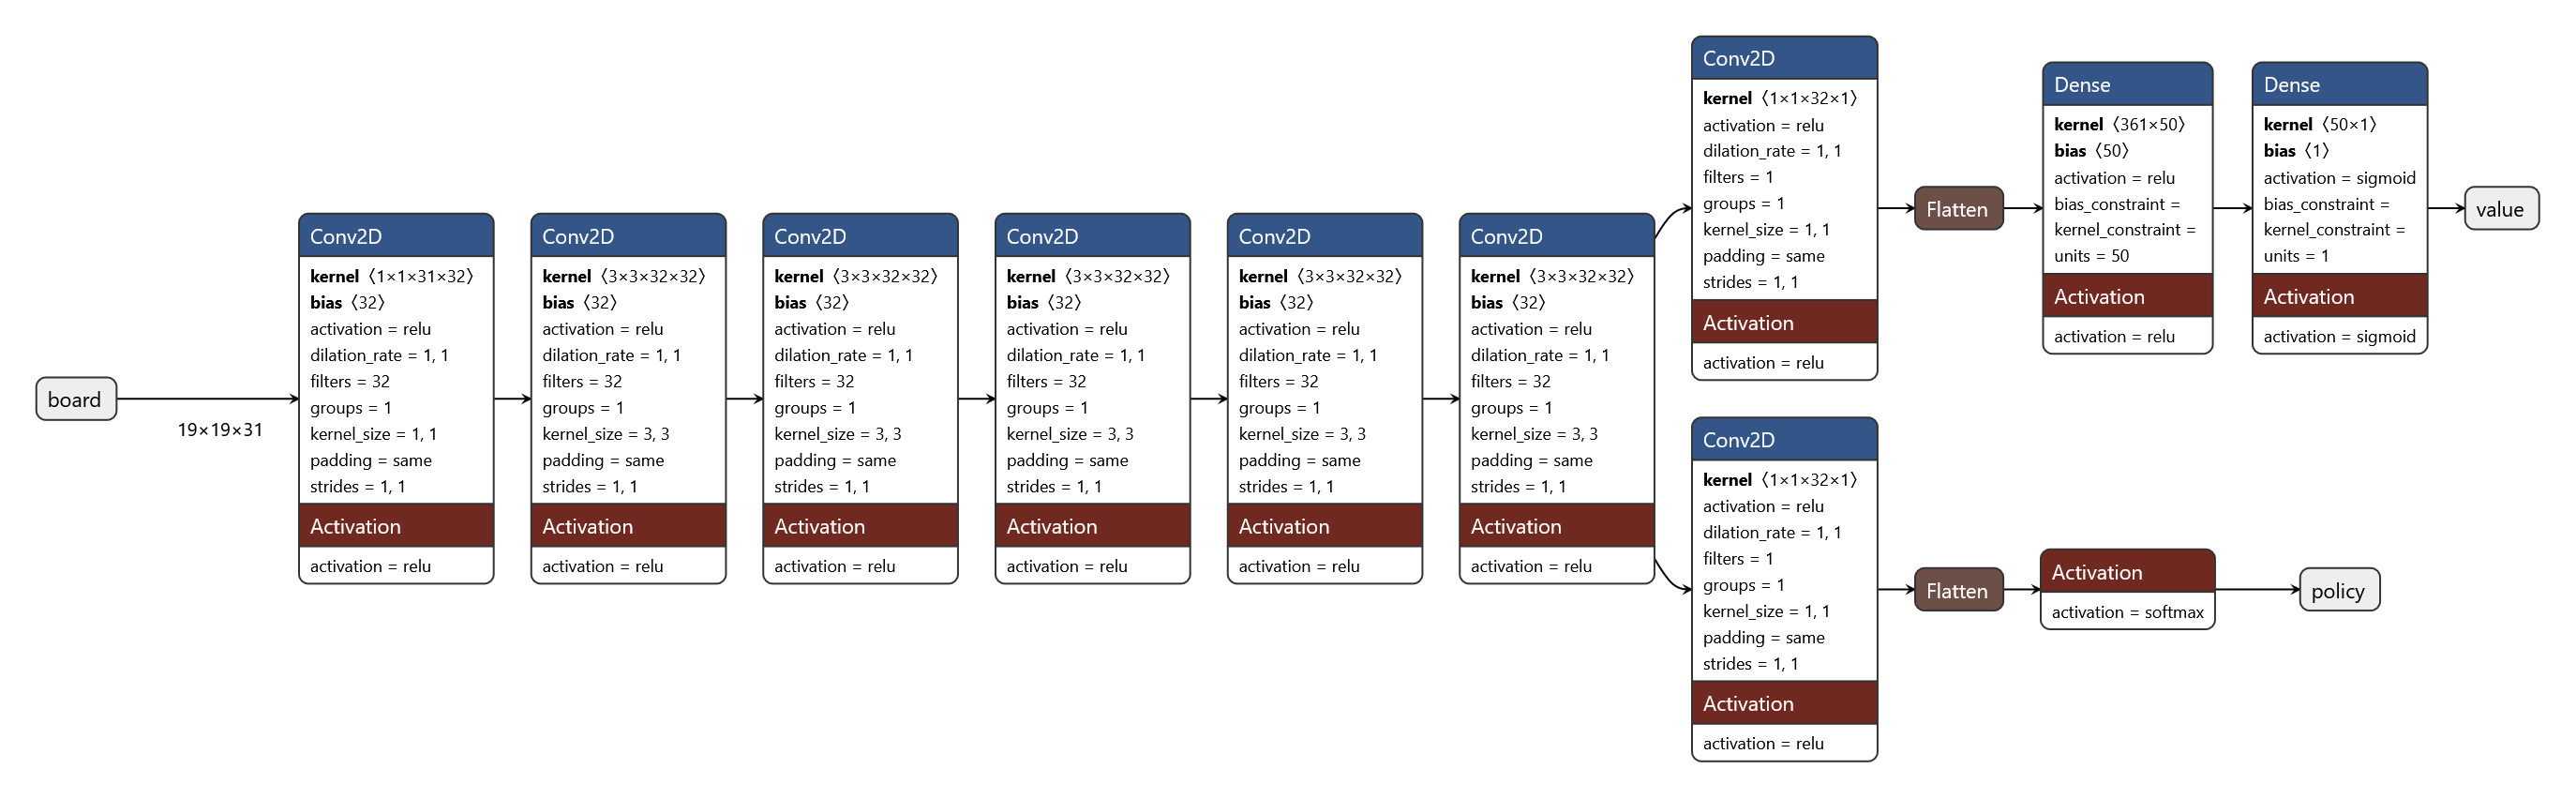 board
19×19×31
Conv2D
kernel 〈1×1×31×32〉
bias 〈32〉
activation = relu
dilation_rate = 1, 1
filters = 32
groups = 1
kernel_size = 1, 1
padding = same
strides = 1, 1
Activation
activation = relu
Conv2D
kernel 〈3×3×32×32〉
bias 〈32〉
activation = relu
dilation_rate = 1, 1
filters = 32
groups = 1
kernel_size = 3, 3
padding = same
strides = 1, 1
Activation
activation = relu
Conv2D
kernel 〈3×3×32×32〉
bias 〈32〉
activation = relu
dilation_rate = 1, 1
filters = 32
groups = 1
kernel_size = 3, 3
padding = same
strides = 1, 1
Activation
activation = relu
Conv2D
kernel 〈3×3×32×32〉
bias 〈32〉
activation = relu
dilation_rate = 1, 1
filters = 32
groups = 1
kernel_size = 3, 3
padding = same
strides = 1, 1
Activation
activation = relu
Conv2D
kernel 〈3×3×32×32〉
bias 〈32〉
activation = relu
dilation_rate = 1, 1
filters = 32
groups = 1
kernel_size = 3, 3
padding = same
strides = 1, 1
Activation
activation = relu
Conv2D
kernel 〈3×3×32×32〉
bias 〈32〉
activation = relu
dilation_rate = 1, 1
filters = 32
groups = 1
kernel_size = 3, 3
padding = same
strides = 1, 1
Activation
activation = relu
Conv2D
kernel 〈1×1×32×1〉
activation = relu
dilation_rate = 1, 1
filters = 1
groups = 1
kernel_size = 1, 1
padding = same
strides = 1, 1
Activation
activation = relu
Flatten
Dense
kernel 〈361×50〉
bias 〈50〉
activation = relu
bias_constraint =
kernel_constraint =
units = 50
Activation
activation = relu
Dense
kernel 〈50×1〉
bias 〈1〉
activation = sigmoid
bias_constraint =
kernel_constraint =
units = 1
Activation
activation = sigmoid
value
Conv2D
kernel 〈1×1×32×1〉
activation = relu
dilation_rate = 1, 1
filters = 1
groups = 1
kernel_size = 1, 1
padding = same
strides = 1, 1
Activation
activation = relu
Flatten
Activation
activation = softmax
policy